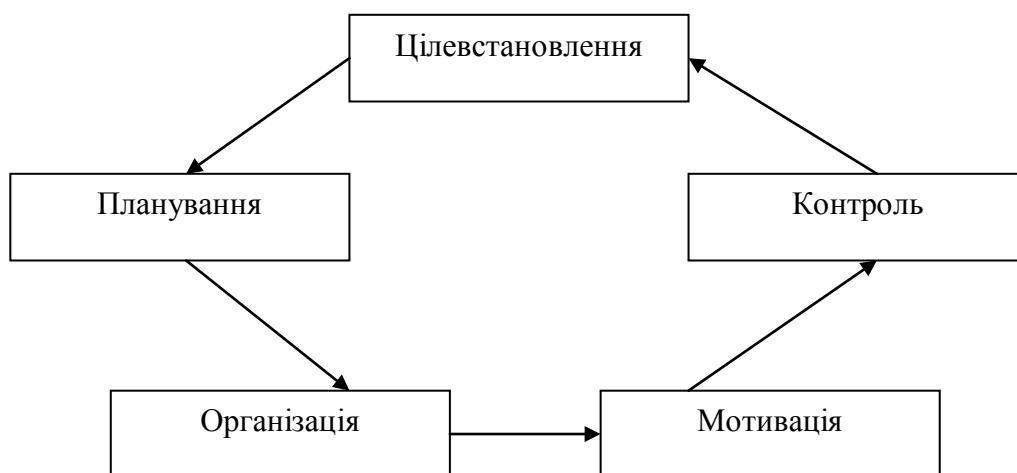 Цілевстановлення
Планування
Контроль
Організація
Мотивація